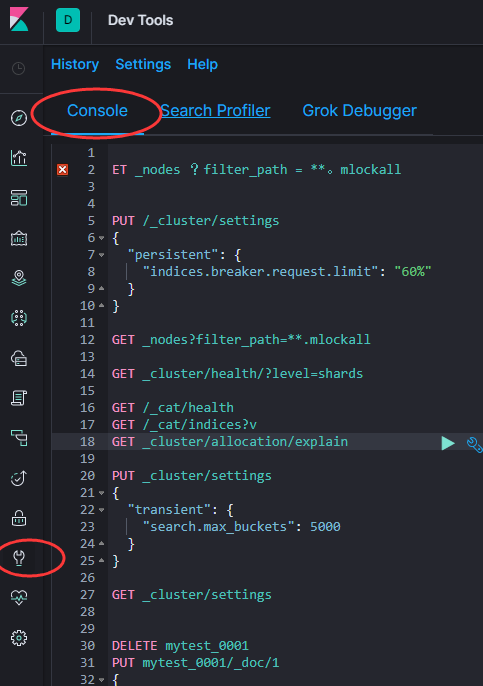 D Dev Tools
History Settings Help
Console Search Profiler Grok Debugger
1
2 ET _nodes ？filter_path = **。mlockall
3
4
5 PUT /_cluster/settings
6 {
7 "persistent": {
8 "indices.breaker.request.limit": "60%"
9 }
10 }
11
12 GET _nodes?filter_path=**.mlockall
13
14 GET _cluster/health/?level=shards
15
16 GET /_cat/health
17 GET /_cat/indices?v
18 GET _cluster/allocation/explain
19
20 PUT _cluster/settings
21 {
22 "transient": {
23 "search.max_buckets": 5000
24 }
25 }
26
27 GET _cluster/settings
28
29
30 DELETE mytest_0001
31 PUT mytest_0001/_doc/1
32 {